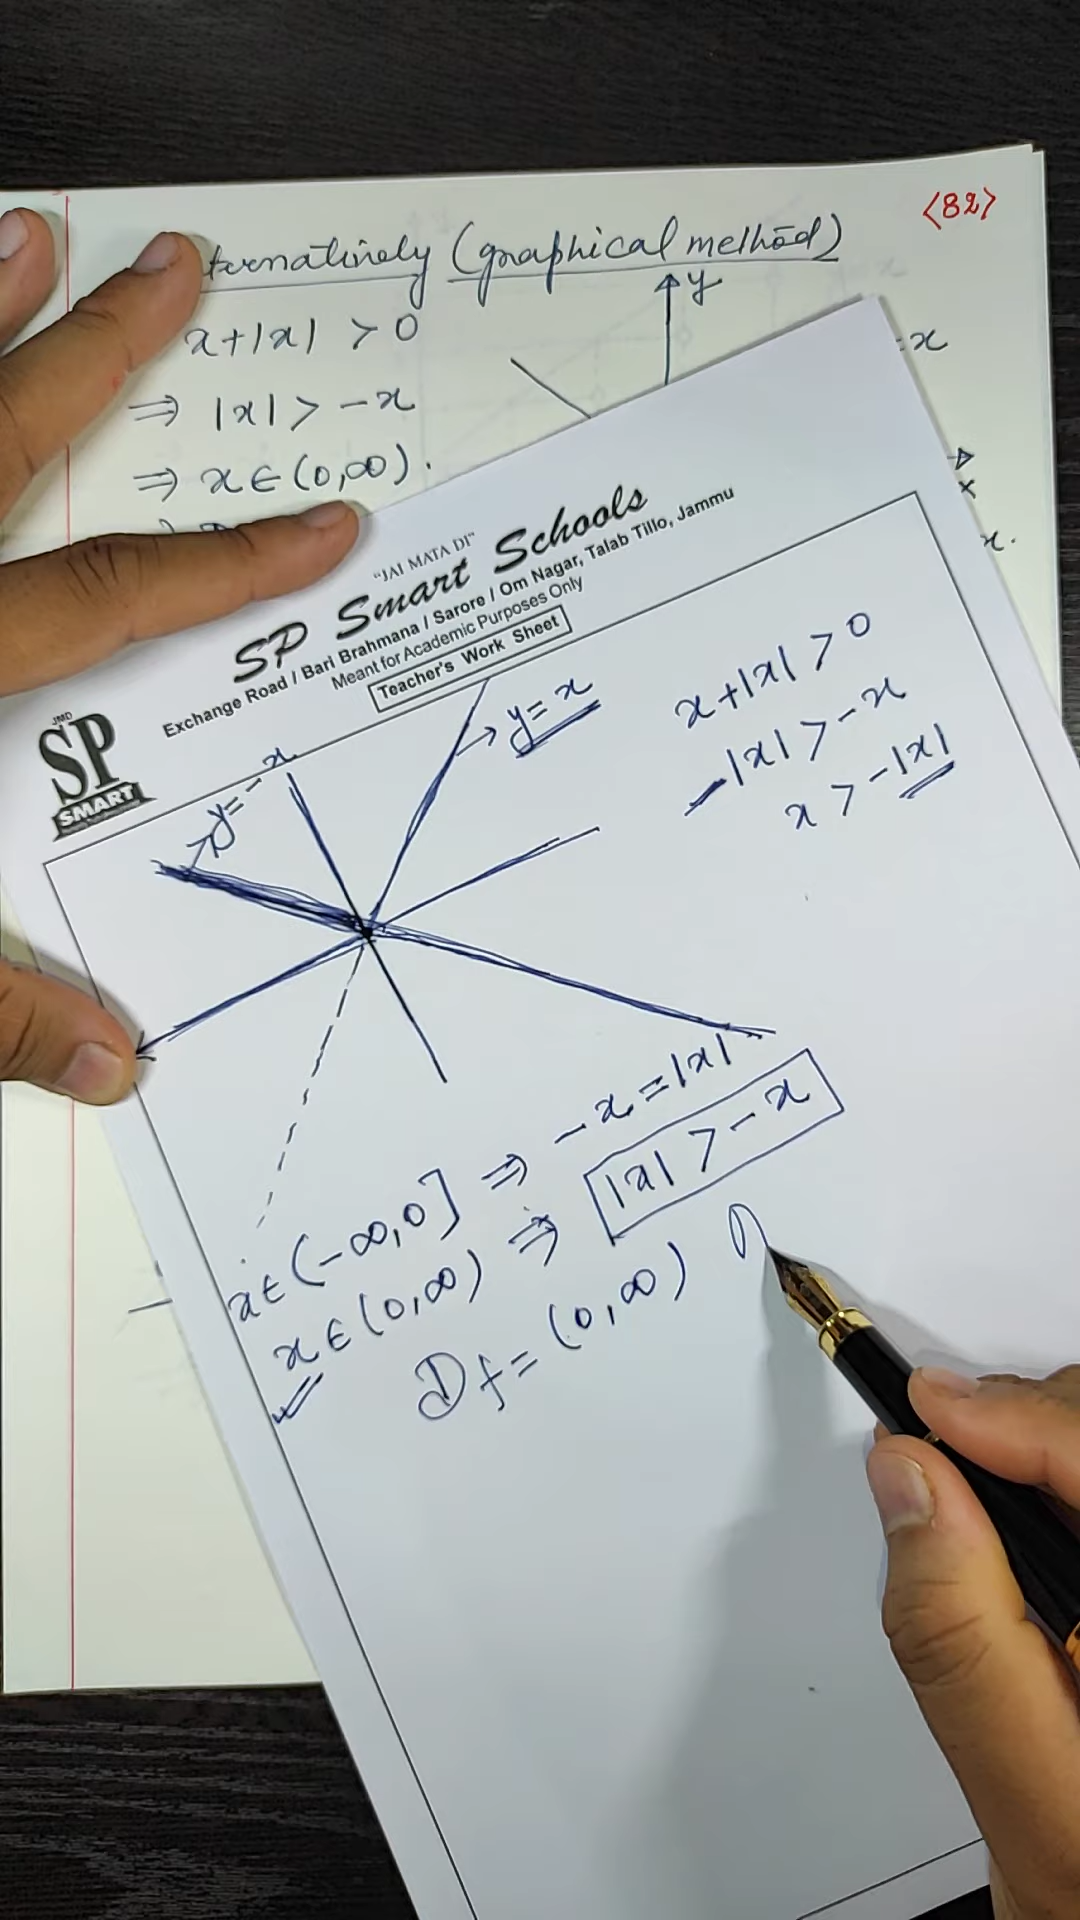 <82>
ternatively (graphical method)
y
x+|x| > 0
=x
⇒ |x| > -x
⇒ x∈(0,∞).
x
x.
"JAI MATA DI"
SP Smart Schools
Exchange Road / Bari Brahmana / Sarore / Om Nagar, Talab Tillo, Jammu
Meant for Academic Purposes Only
Teacher's Work Sheet
JMD
SP
SMART
y=-x
y=x
x+|x| > 0
|x| > -x
x > -|x|
x∈(-∞,0] ⇒ -x=|x|
x∈(0,∞) ⇒ |x| > -x
Df=(0,∞)